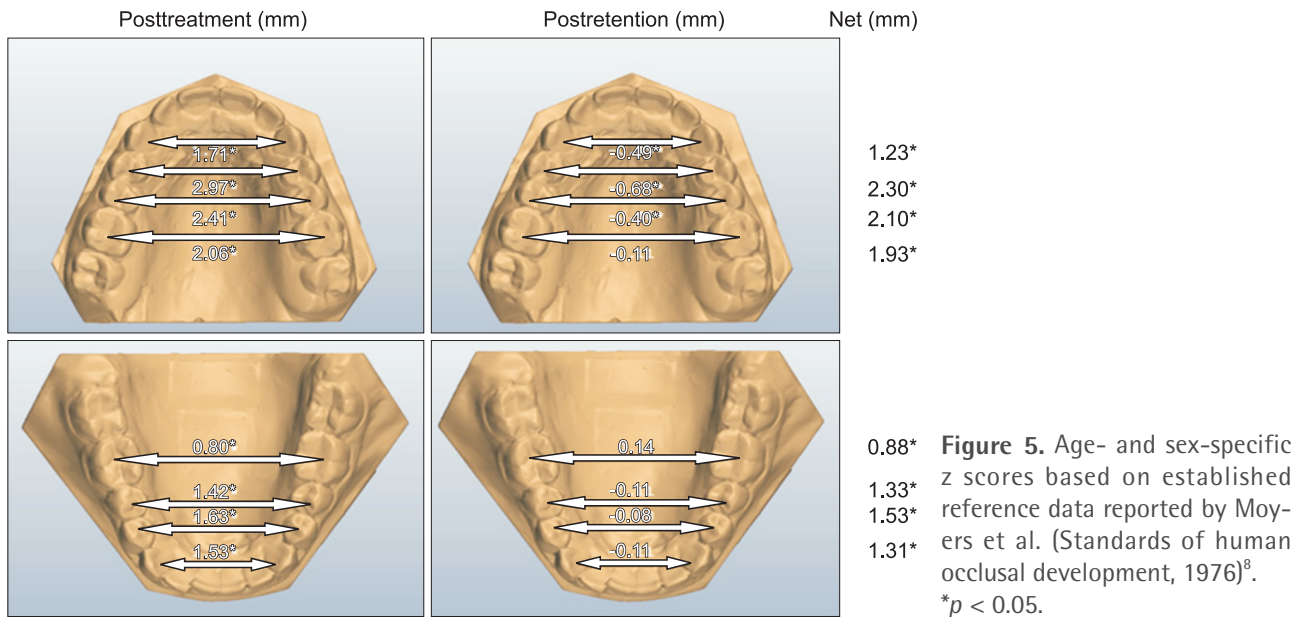 Posttreatment (mm) Postretention (mm) Net (mm)
1.71* -0.49* 1.23*
2.97* -0.68* 2.30*
2.41* -0.40* 2.10*
2.06* -0.11 1.93*
0.80* 0.14 0.88*
1.42* -0.11 1.33*
1.63* -0.08 1.53*
1.53* -0.11 1.31*
Figure 5. Age- and sex-specific
z scores based on established
reference data reported by Moy-
ers et al. (Standards of human
occlusal development, 1976)⁸.
*p < 0.05.